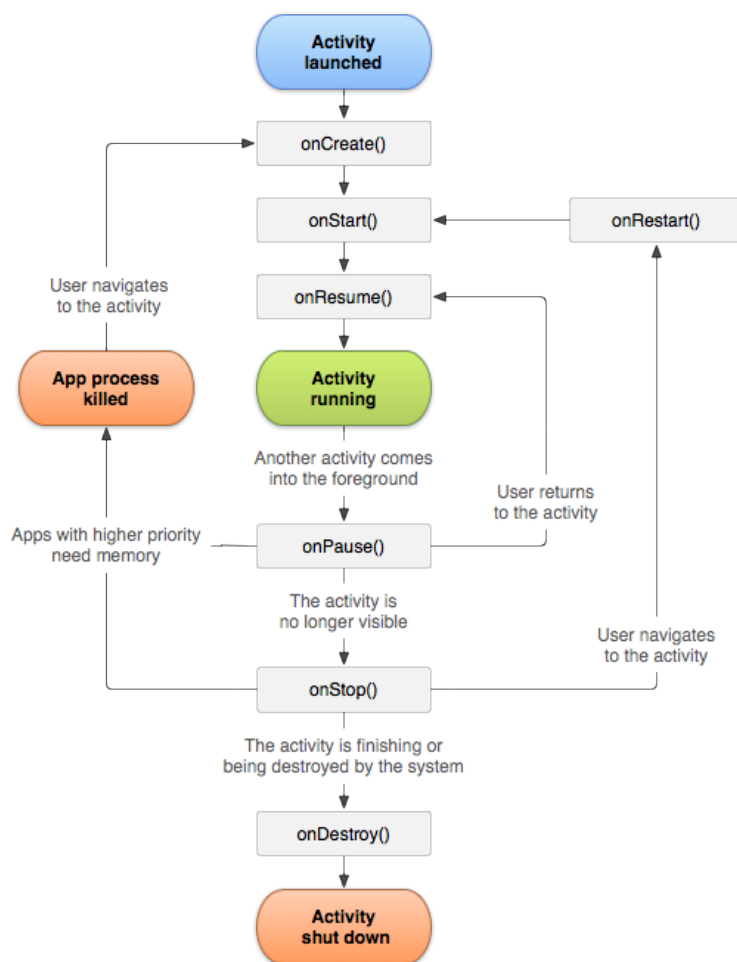 Activity
launched
onCreate()
onStart()
onRestart()
User navigates
to the activity
onResume()
App process
killed
Activity
running
Another activity comes
into the foreground
User returns
to the activity
Apps with higher priority
need memory
onPause()
The activity is
no longer visible
User navigates
to the activity
onStop()
The activity is finishing or
being destroyed by the system
onDestroy()
Activity
shut down